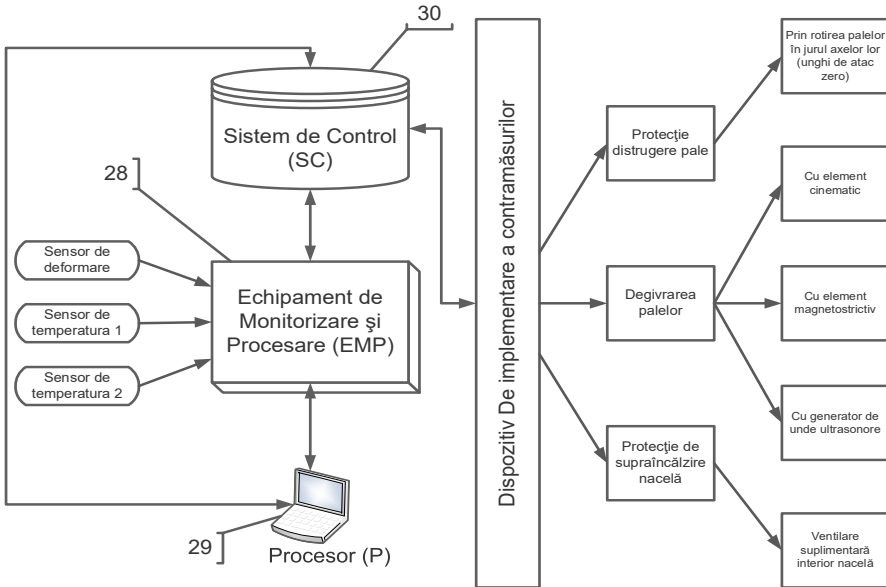 30
Sistem de Control
(SC)
28
Sensor de
deformare
Sensor de
temperatura 1
Sensor de
temperatura 2
Echipament de
Monitorizare şi
Procesare (EMP)
29
Procesor (P)
Dispozitiv De implementare a contramăsurilor
Protecţie
distrugere pale
Degivrarea
palelor
Protecţie de
supraîncălzire
nacelă
Prin rotirea palelor
în jurul axelor lor
(unghi de atac
zero)
Cu element
cinematic
Cu element
magnetostrictiv
Cu generator de
unde ultrasonore
Ventilare
suplimentară
interior nacelă